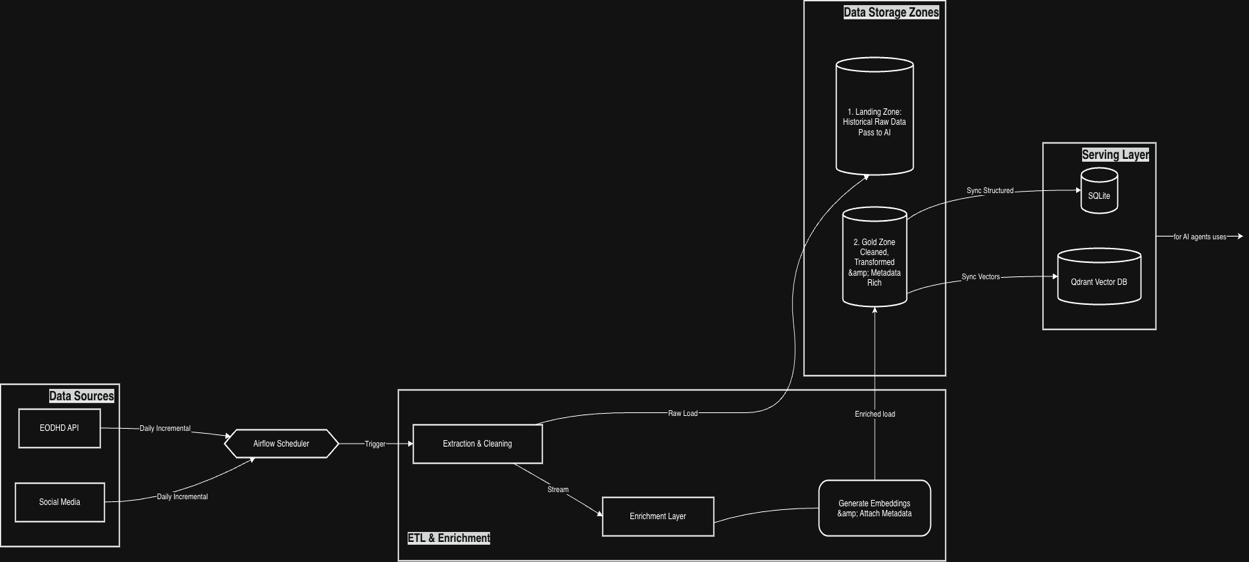 Data Storage Zones
1. Landing Zone:
Historical Raw Data
Pass to AI
2. Gold Zone
Cleaned,
Transformed
&amp; Metadata
Rich
Serving Layer
Sync Structured
SQLite
for AI agents uses
Sync Vectors
Qdrant Vector DB
Data Sources
EODHD API
Daily Incremental
Social Media
Daily Incremental
Airflow Scheduler
Trigger
Extraction & Cleaning
Raw Load
Enriched load
Stream
Enrichment Layer
Generate Embeddings
&amp; Attach Metadata
ETL & Enrichment